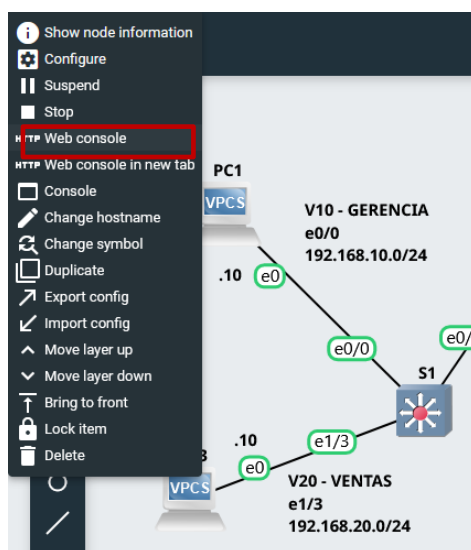 Show node information
Configure
Suspend
Stop
HTTP Web console
HTTP Web console in new tab
Console
Change hostname
Change symbol
Duplicate
Export config
Import config
Move layer up
Move layer down
Bring to front
Lock item
Delete
PC1
VPCS
V10 - GERENCIA
e0/0
192.168.10.0/24
.10
e0
e0/0
e0/
S1
.10
e1/3
e0
VPCS
V20 - VENTAS
e1/3
192.168.20.0/24